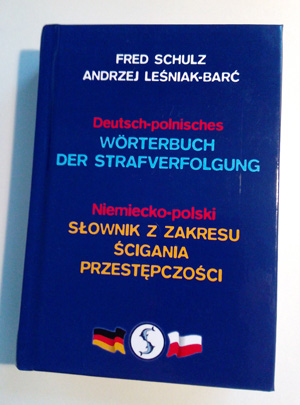 FRED SCHULZ
ANDRZEJ LEŚNIAK-BARĆ
Deutsch-polnisches
WÖRTERBUCH
DER STRAFVERFOLGUNG
Niemiecko-polski
SŁOWNIK Z ZAKRESU
ŚCIGANIA
PRZESTĘPCZOŚCI